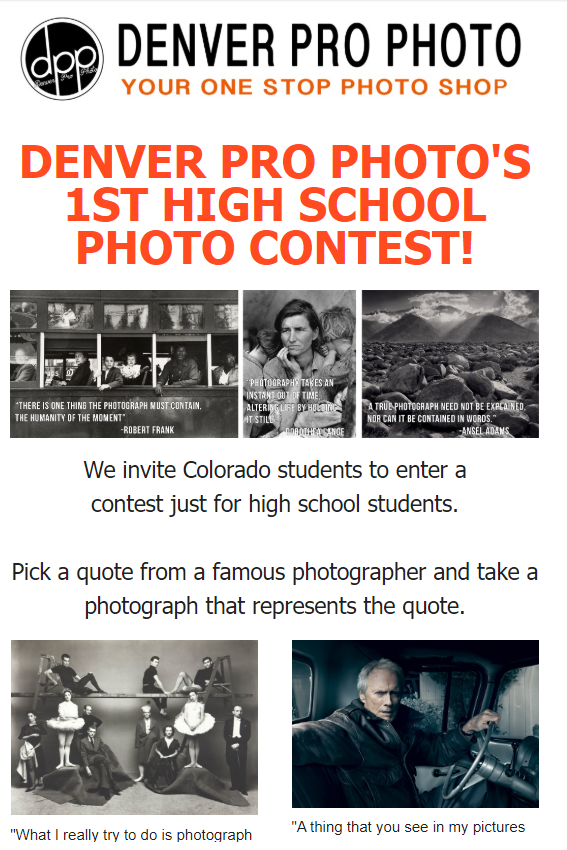 dpp
Denver Pro Photo
DENVER PRO PHOTO
YOUR ONE STOP PHOTO SHOP
DENVER PRO PHOTO'S
1ST HIGH SCHOOL
PHOTO CONTEST!
"THERE IS ONE THING THE PHOTOGRAPH MUST CONTAIN,
THE HUMANITY OF THE MOMENT"
-ROBERT FRANK
"PHOTOGRAPHY TAKES AN
INSTANT OUT OF TIME,
ALTERING LIFE BY HOLDING
IT STILL"
-DOROTHEA LANGE
"A TRUE PHOTOGRAPH NEED NOT BE EXPLAINED,
NOR CAN IT BE CONTAINED IN WORDS."
-ANSEL ADAMS
We invite Colorado students to enter a
contest just for high school students.
Pick a quote from a famous photographer and take a
photograph that represents the quote.
"What I really try to do is photograph
"A thing that you see in my pictures